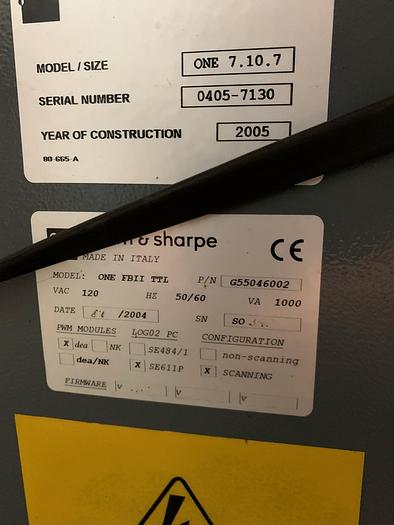 MODEL / SIZE ONE 7.10.7
SERIAL NUMBER 0405-7130
YEAR OF CONSTRUCTION 2005
80-665-A
& sharpe CE
MADE IN ITALY
MODEL: ONE FBII TTL P/N G55046002
VAC 120 HZ 50/60 VA 1000
DATE /2004 SN SO
PWM MODULES LOG02 PC CONFIGURATION
X dea NK SE484/1 non-scanning
dea/NK X SE611P X SCANNING
FIRMWARE V V V